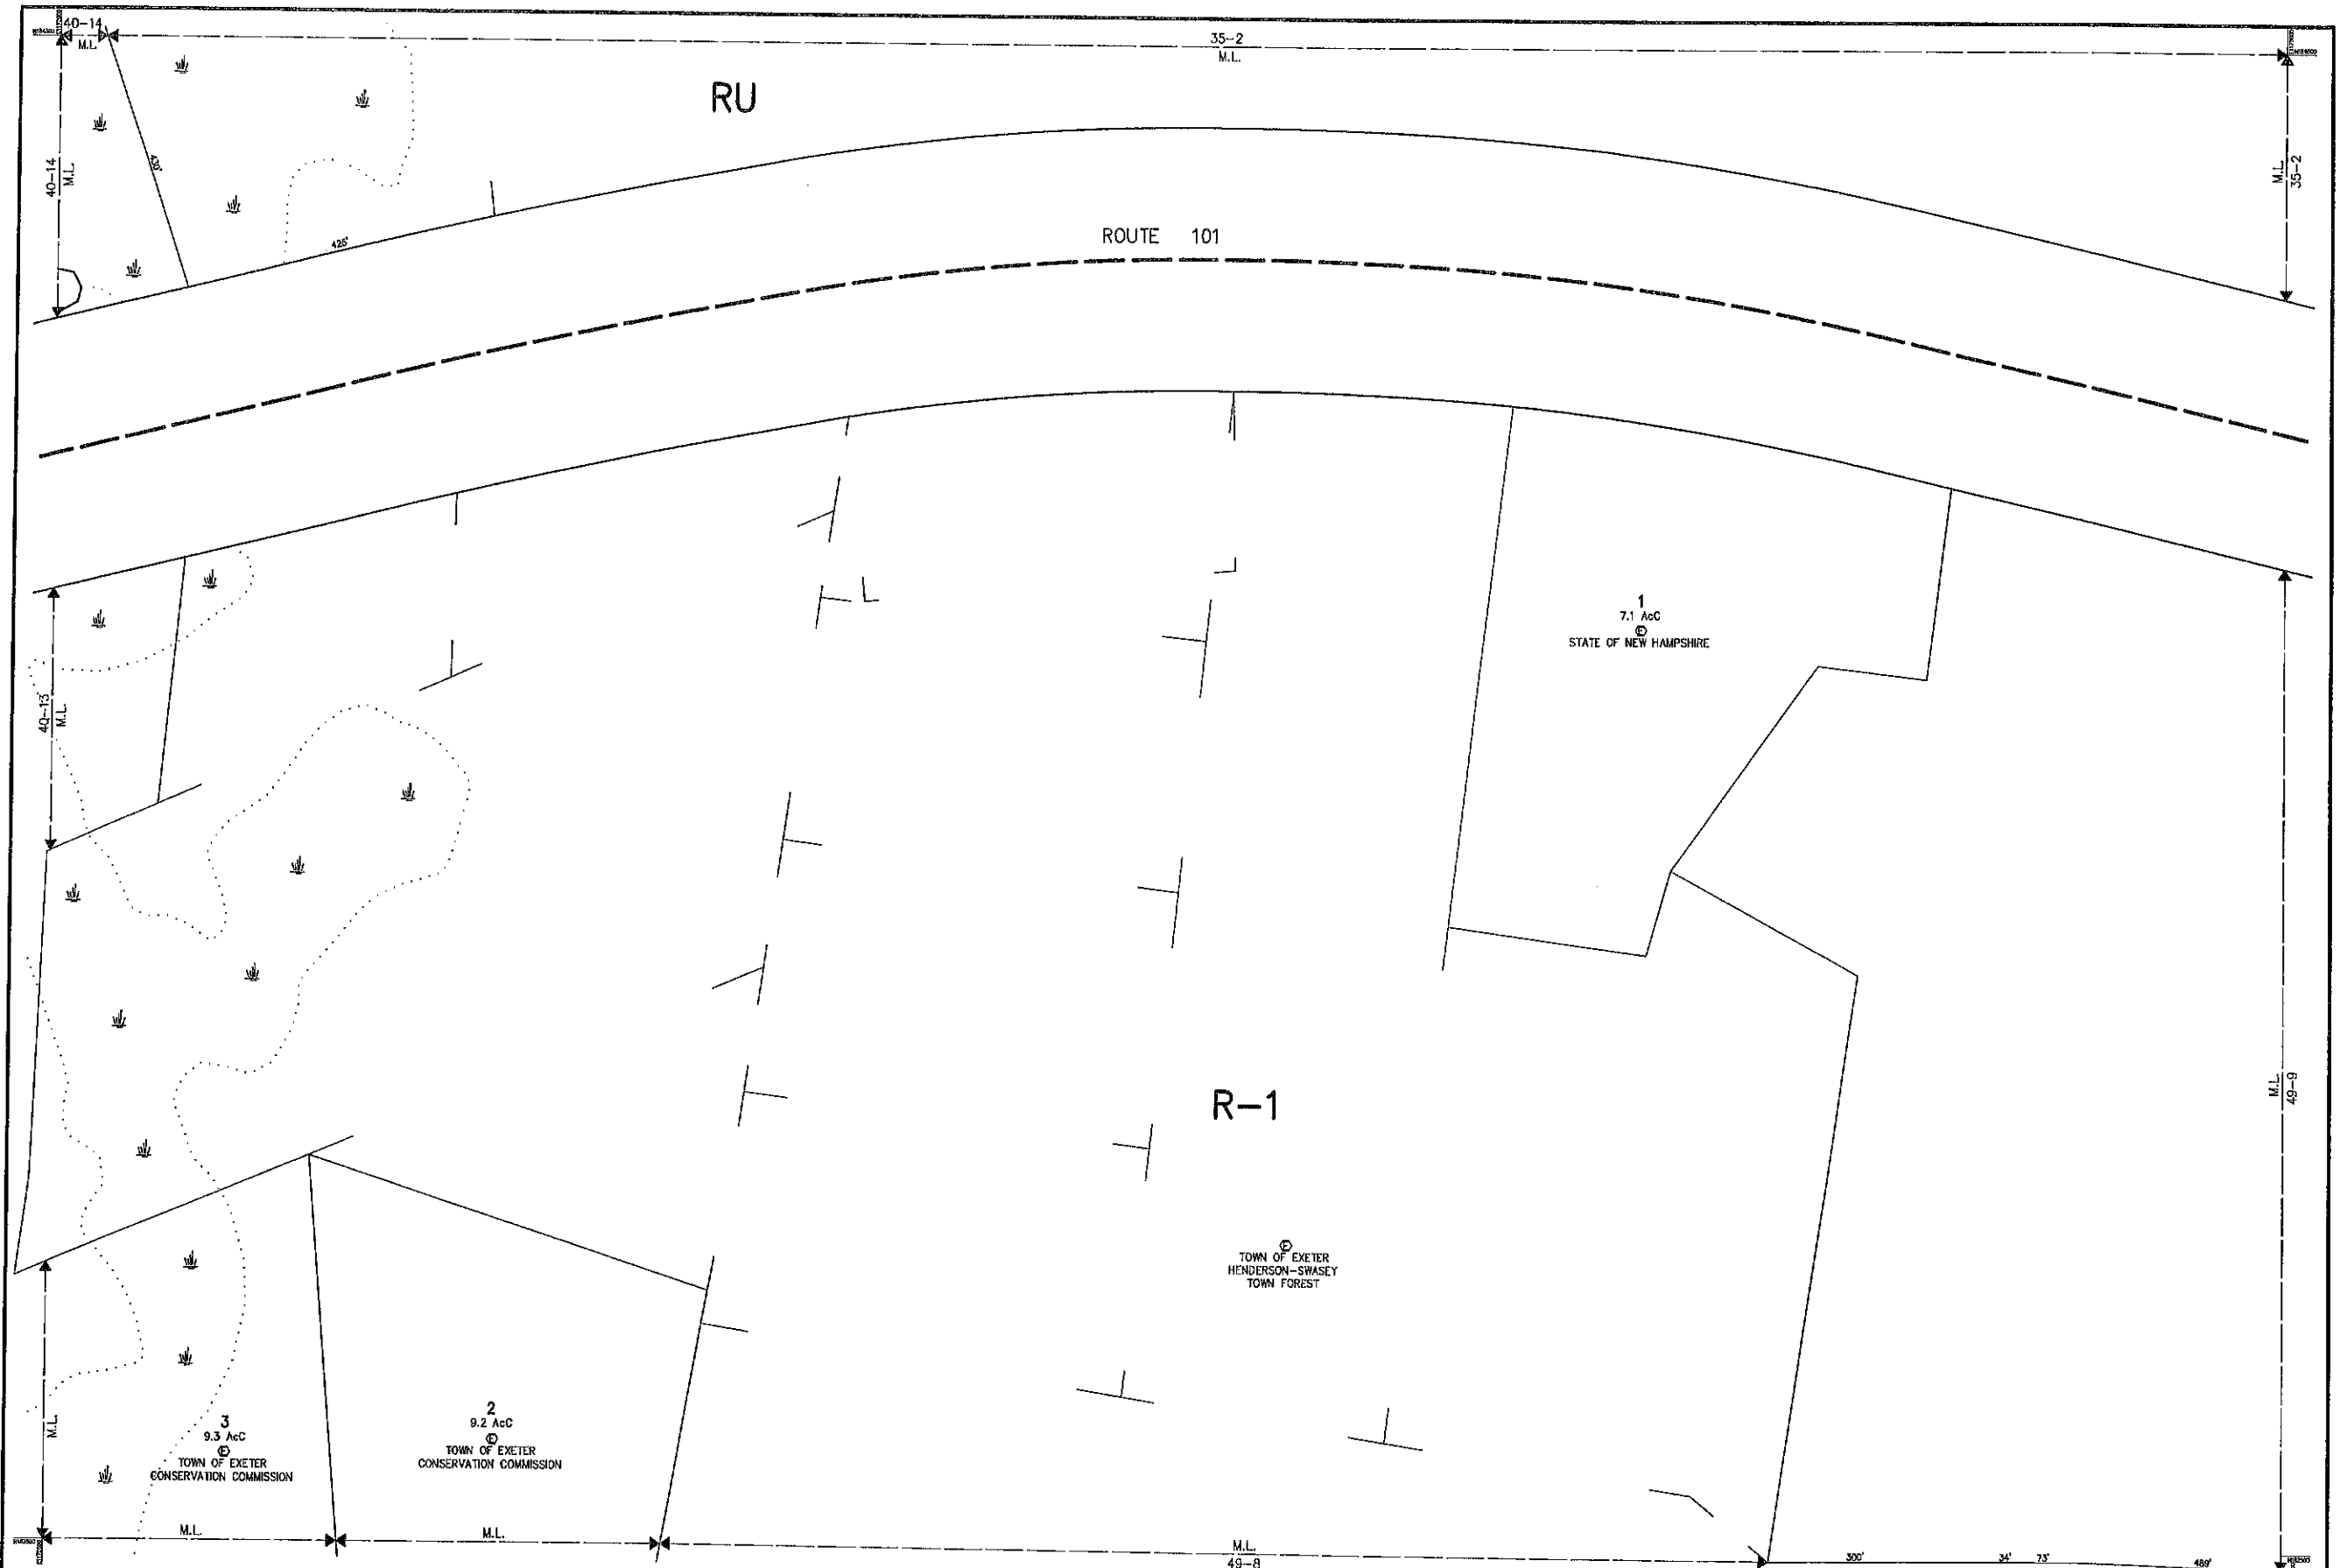 40-14
M.L.
35-2
M.L.
RU
430'
40-14
M.L.
M.L.
35-2
425'
ROUTE 101
1
7.1 AcC
E
STATE OF NEW HAMPSHIRE
40-13
M.L.
R-1
M.L.
49-9
E
TOWN OF EXETER
HENDERSON-SWASEY
TOWN FOREST
M.L.
3
9.3 AcC
E
TOWN OF EXETER
CONSERVATION COMMISSION
2
9.2 AcC
E
TOWN OF EXETER
CONSERVATION COMMISSION
M.L.
M.L.
M.L.
49-8
300'
34'
73'
489'